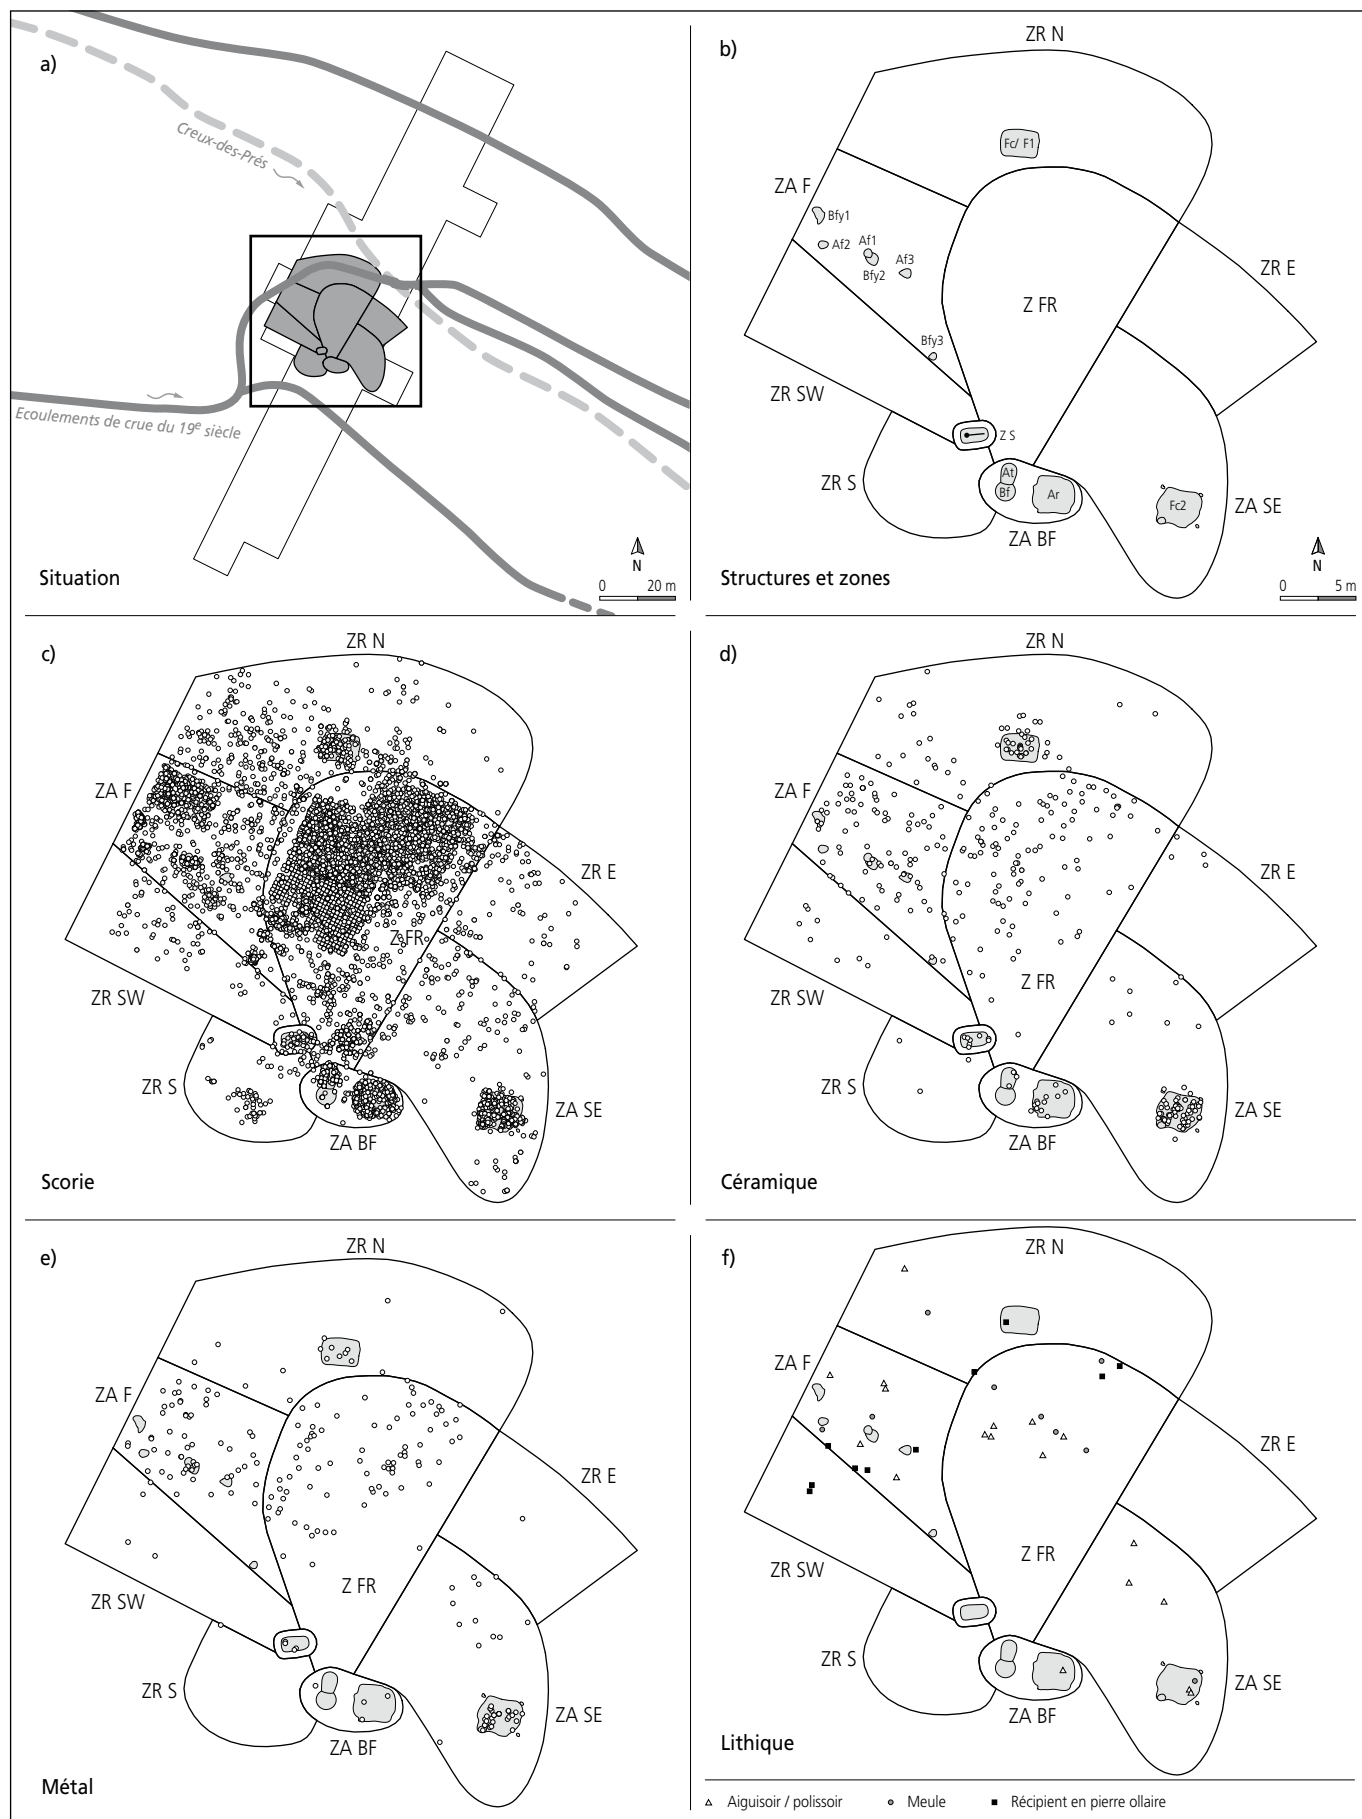 a)
Creux-des-Prés
Ecoulements de crue du 19e siècle
Situation
N
0 20 m
b)
ZR N
Fc/ F1
ZA F
Bfy1
Af2
Af1
Bfy2
Af3
ZR E
Z FR
Bfy3
ZR SW
Z S
ZR S
At
Bf
Ar
Fc2
ZA SE
ZA BF
Structures et zones
N
0 5 m
c)
ZR N
ZA F
ZR E
Z FR
ZR SW
ZR S
ZA SE
ZA BF
Scorie
d)
ZR N
ZA F
ZR E
Z FR
ZR SW
ZR S
ZA SE
ZA BF
Céramique
e)
ZR N
ZA F
ZR E
Z FR
ZR SW
ZR S
ZA SE
ZA BF
Métal
f)
ZR N
ZA F
ZR E
Z FR
ZR SW
ZR S
ZA SE
ZA BF
Lithique
Aiguisoir / polissoir Meule Récipient en pierre ollaire